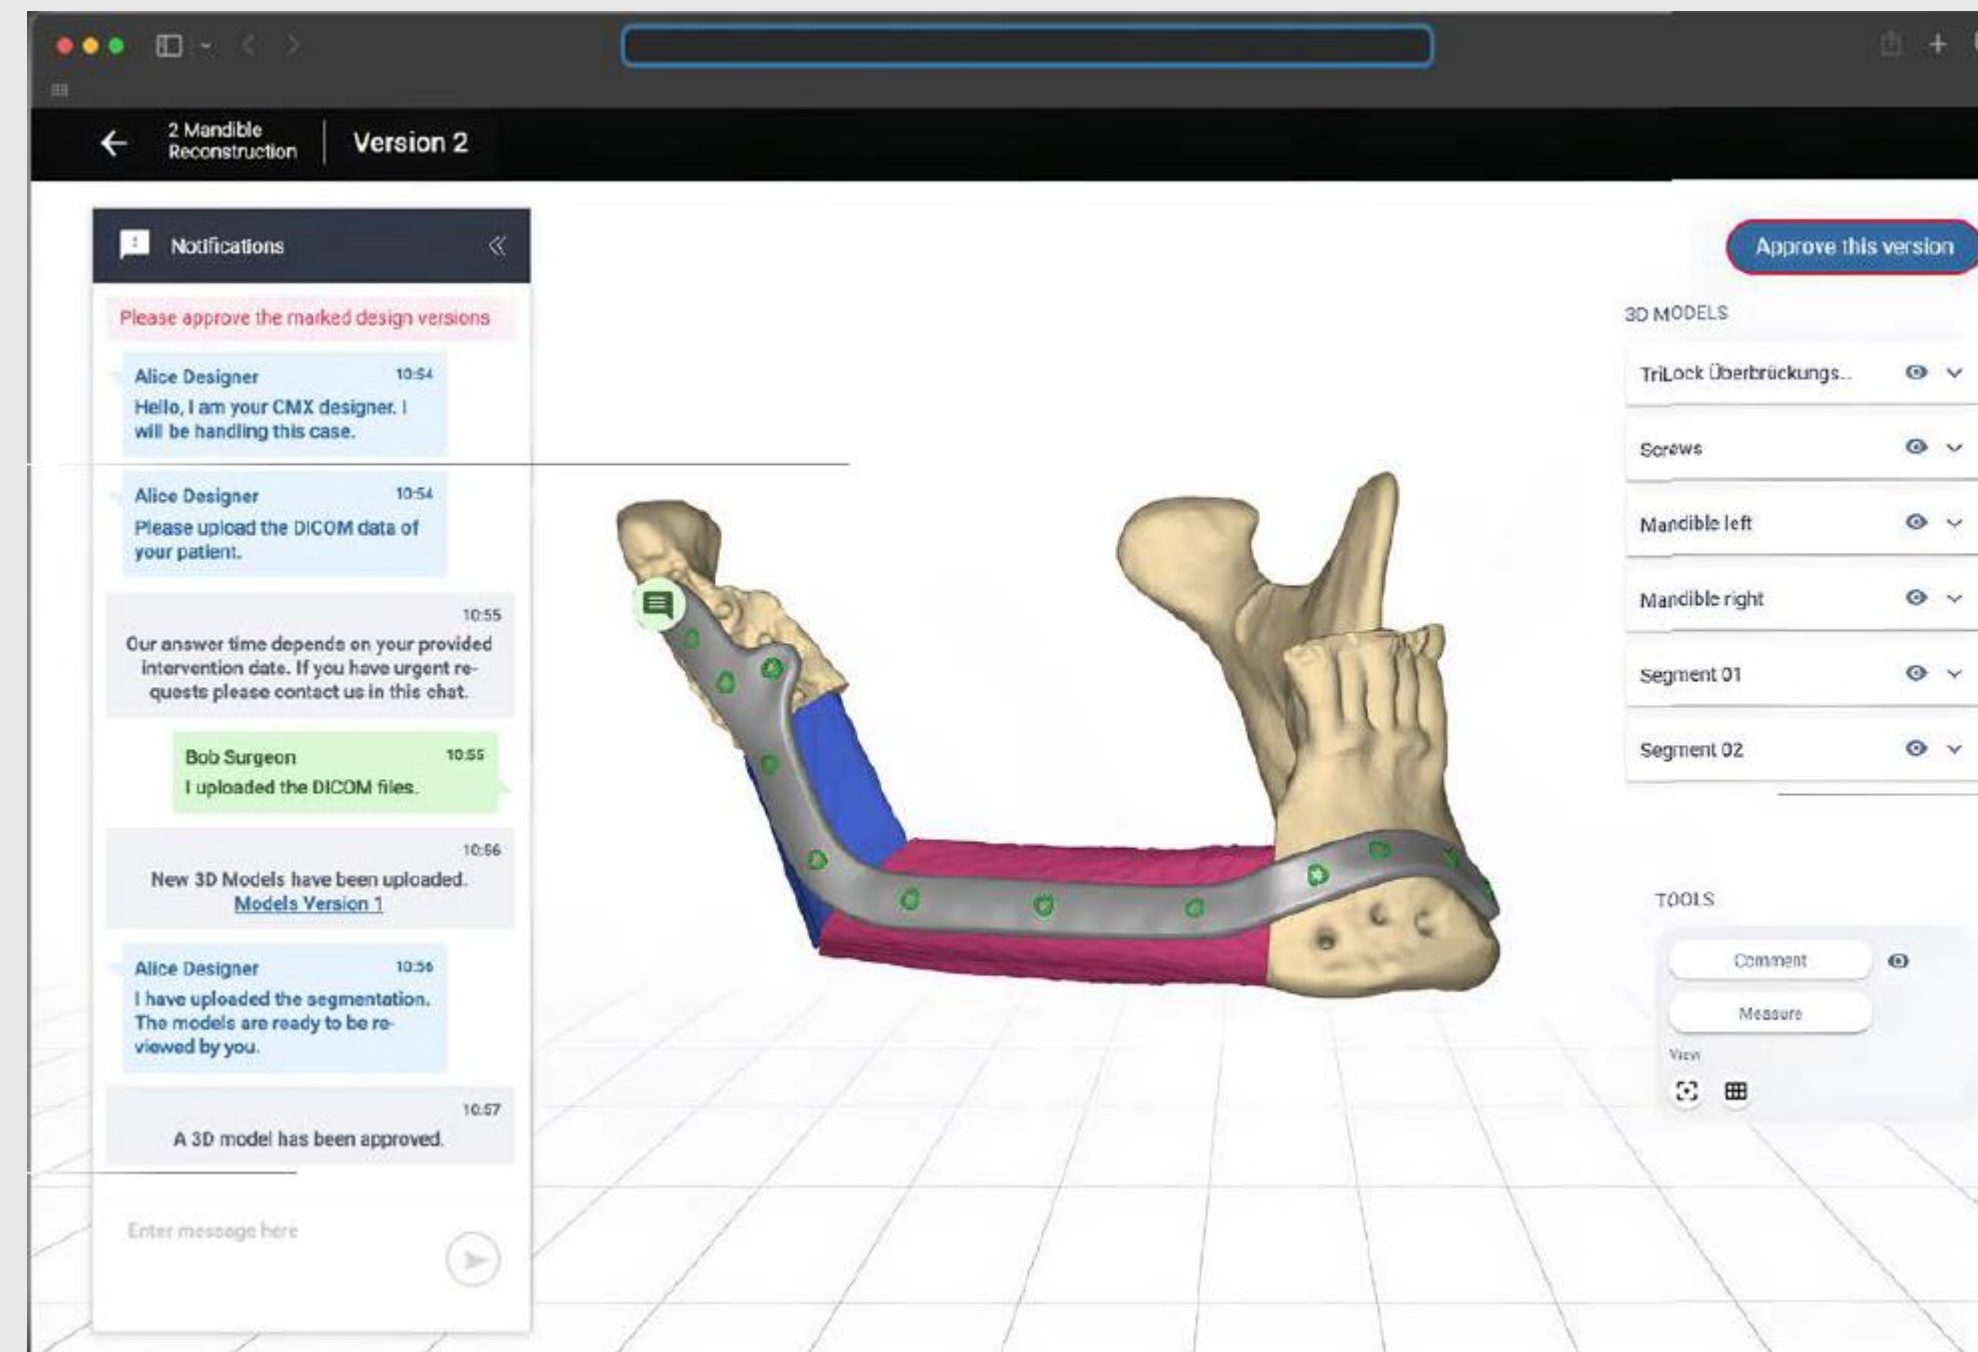 2 Mandible
Reconstruction
Version 2
Notifications
Please approve the marked design versions
Alice Designer 10:54
Hello, I am your CMX designer. I
will be handling this case.
Alice Designer 10:54
Please upload the DICOM data of
your patient.
10:55
Our answer time depends on your provided
intervention date. If you have urgent re-
quests please contact us in this chat.
Bob Surgeon 10:55
I uploaded the DICOM files.
10:56
New 3D Models have been uploaded.
Models Version 1
Alice Designer 10:56
I have uploaded the segmentation.
The models are ready to be re-
viewed by you.
10:57
A 3D model has been approved.
Enter message here
Approve this version
3D MODELS
TriLock Überbrückungs...
Screws
Mandible left
Mandible right
Segment 01
Segment 02
TOOLS
Comment
Measure
View